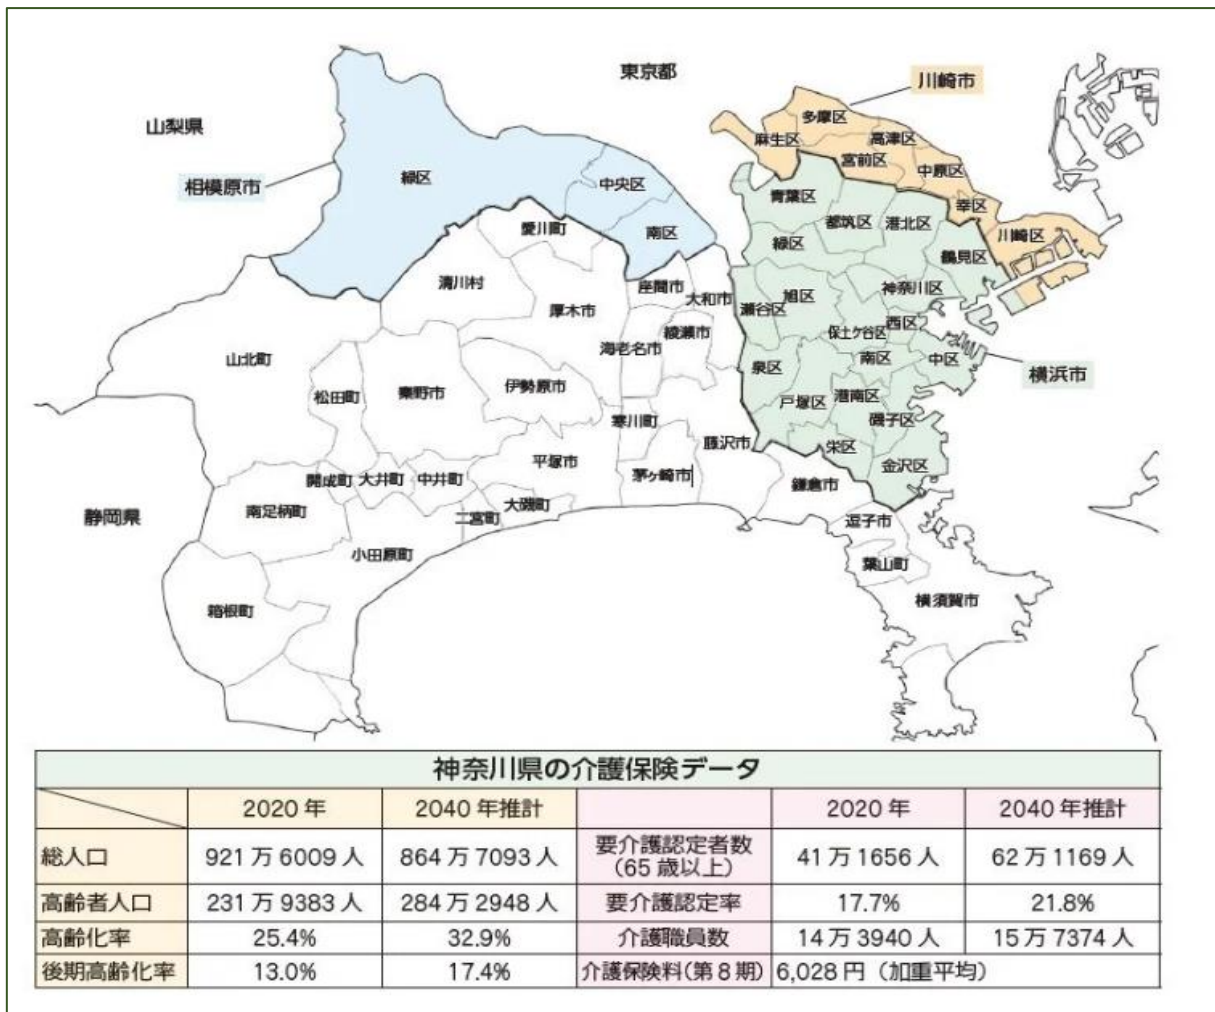 東京都
川崎市
山梨県
多摩区
麻生区
高津区
宮前区
中原区
相模原市
緑区
中央区
青葉区
幸区
愛川町
南区
都筑区
港北区
川崎区
緑区
鶴見区
清川村
座間市
大和市
神奈川区
厚木市
瀬谷区
旭区
西区
綾瀬市
保土ケ谷区
海老名市
山北町
泉区
南区
中区
横浜市
松田町
秦野市
伊勢原市
戸塚区
港南区
寒川町
磯子区
藤沢市
栄区
平塚市
金沢区
開成町
大井町
中井町
茅ヶ崎市
鎌倉市
南足柄町
大磯町
静岡県
二宮町
逗子市
小田原町
葉山町
箱根町
横須賀市
神奈川県の介護保険データ
2020年 2040年推計 2020年 2040年推計
総人口 921万6009人 864万7093人 要介護認定者数
(65歳以上) 41万1656人 62万1169人
高齢者人口 231万9383人 284万2948人 要介護認定率 17.7% 21.8%
高齢化率 25.4% 32.9% 介護職員数 14万3940人 15万7374人
後期高齢化率 13.0% 17.4% 介護保険料(第8期) 6,028円（加重平均）